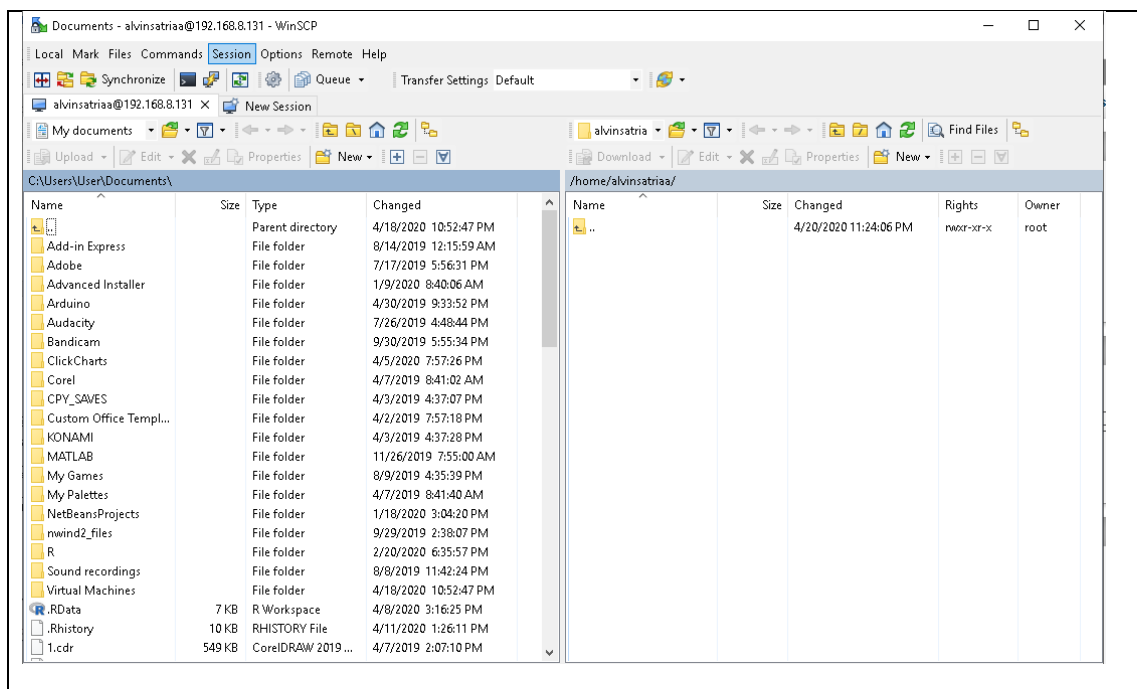 Documents - alvinsatriaa@192.168.8.131 - WinSCP
Local Mark Files Commands Session Options Remote Help
Synchronize Queue Transfer Settings Default
alvinsatriaa@192.168.8.131 New Session
My documents
Upload Edit Properties New
C:\Users\User\Documents\
Name Size Type Changed
.. Parent directory 4/18/2020 10:52:47 PM
Add-in Express File folder 8/14/2019 12:15:59 AM
Adobe File folder 7/17/2019 5:56:31 PM
Advanced Installer File folder 1/9/2020 8:40:06 AM
Arduino File folder 4/30/2019 9:33:52 PM
Audacity File folder 7/26/2019 4:48:44 PM
Bandicam File folder 9/30/2019 5:55:34 PM
ClickCharts File folder 4/5/2020 7:57:26 PM
Corel File folder 4/7/2019 8:41:02 AM
CPY_SAVES File folder 4/3/2019 4:37:07 PM
Custom Office Templ... File folder 4/2/2019 7:57:18 PM
KONAMI File folder 4/3/2019 4:37:28 PM
MATLAB File folder 11/26/2019 7:55:00 AM
My Games File folder 8/9/2019 4:35:39 PM
My Palettes File folder 4/7/2019 8:41:40 AM
NetBeansProjects File folder 1/18/2020 3:04:20 PM
nwind2_files File folder 9/29/2019 2:38:07 PM
R File folder 2/20/2020 6:35:57 PM
Sound recordings File folder 8/8/2019 11:42:24 PM
Virtual Machines File folder 4/18/2020 10:52:47 PM
.RData 7 KB R Workspace 4/8/2020 3:16:25 PM
.Rhistory 10 KB RHISTORY File 4/11/2020 1:26:11 PM
1.cdr 549 KB CorelDRAW 2019 ... 4/7/2019 2:07:10 PM
alvinsatria Find Files
Download Edit Properties New
/home/alvinsatriaa/
Name Size Changed Rights Owner
.. 4/20/2020 11:24:06 PM rwxr-xr-x root